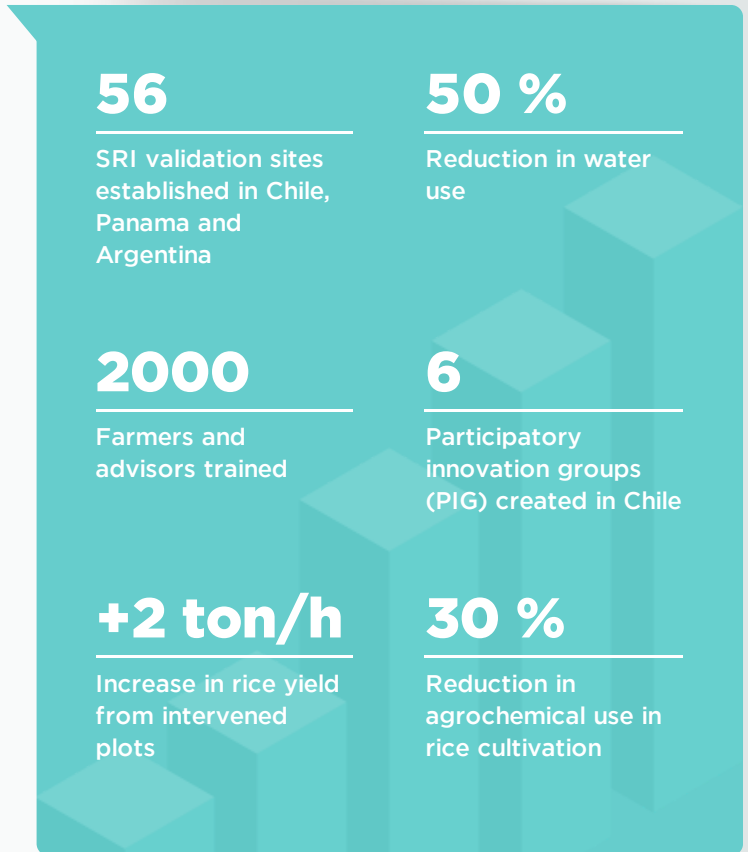 56
SRI validation sites
established in Chile,
Panama and
Argentina
50 %
Reduction in water
use
2000
Farmers and
advisors trained
6
Participatory
innovation groups
(PIG) created in Chile
+2 ton/h
Increase in rice yield
from intervened
plots
30 %
Reduction in
agrochemical use in
rice cultivation